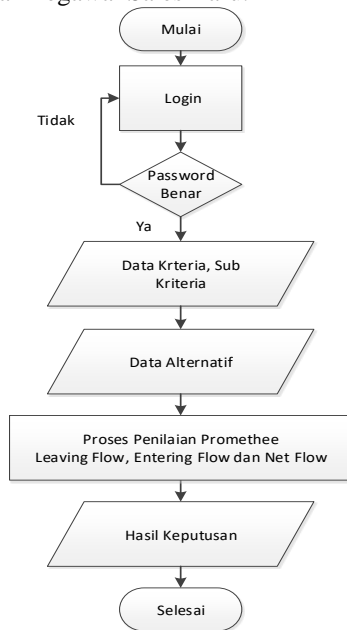 Mulai
Login
Tidak
Password
Benar
Ya
Data Krteria, Sub
Kriteria
Data Alternatif
Proses Penilaian Promethee
Leaving Flow, Entering Flow dan Net Flow
Hasil Keputusan
Selesai